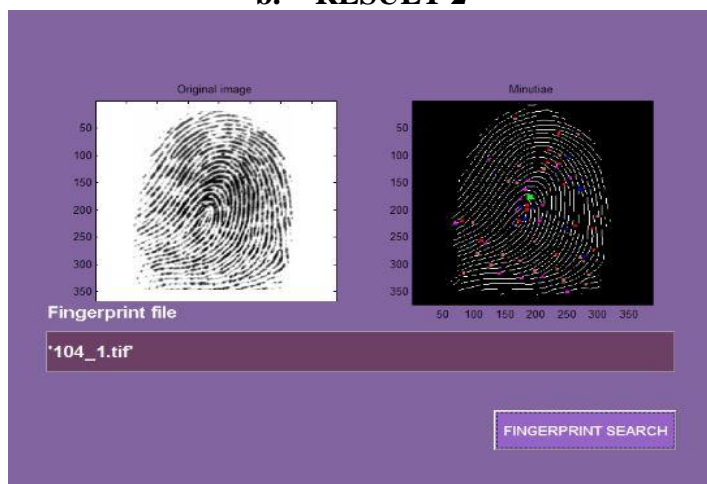 b. RESULT 2
Original image
Minutiae
50
100
150
200
250
300
350
50
100
150
200
250
300
350
50 100 150 200 250 300 350
Fingerprint file
'104_1.tif'
FINGERPRINT SEARCH